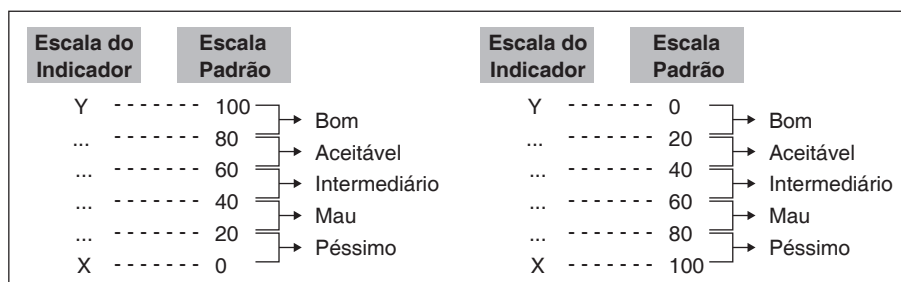 Escala do Indicador
Escala Padrão
Y - - - - - - - 100
Bom
... - - - - - - - 80
Aceitável
... - - - - - - - 60
Intermediário
... - - - - - - - 40
Mau
... - - - - - - - 20
Péssimo
X - - - - - - - 0
Escala do Indicador
Escala Padrão
Y - - - - - - - 0
Bom
... - - - - - - - 20
Aceitável
... - - - - - - - 40
Intermediário
... - - - - - - - 60
Mau
... - - - - - - - 80
Péssimo
X - - - - - - - 100